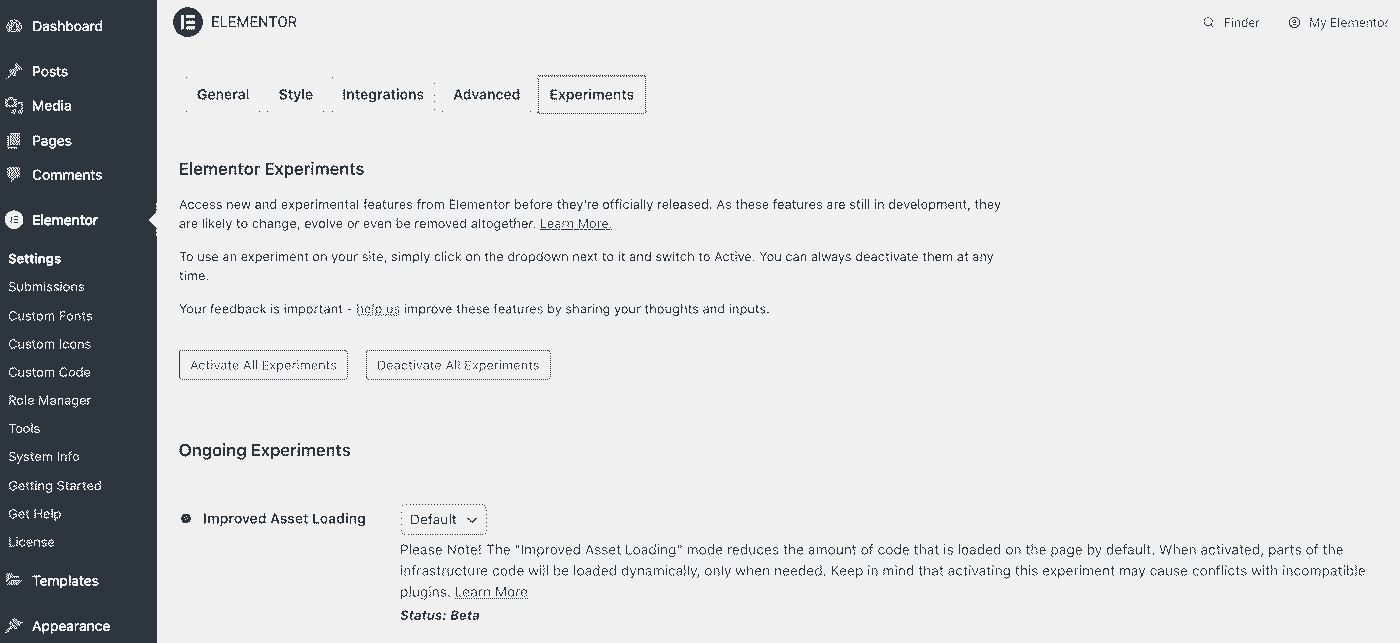 Dashboard
Posts
Media
Pages
Comments
Elementor
Settings
Submissions
Custom Fonts
Custom Icons
Custom Code
Role Manager
Tools
System Info
Getting Started
Get Help
License
Templates
Appearance
ELEMENTOR
Finder
My Elementor
General
Style
Integrations
Advanced
Experiments
Elementor Experiments
Access new and experimental features from Elementor before they're officially released. As these features are still in development, they
are likely to change, evolve or even be removed altogether. Learn More.
To use an experiment on your site, simply click on the dropdown next to it and switch to Active. You can always deactivate them at any
time.
Your feedback is important - help us improve these features by sharing your thoughts and inputs.
Activate All Experiments
Deactivate All Experiments
Ongoing Experiments
Improved Asset Loading
Default
Please Note! The "Improved Asset Loading" mode reduces the amount of code that is loaded on the page by default. When activated, parts of the
infrastructure code will be loaded dynamically, only when needed. Keep in mind that activating this experiment may cause conflicts with incompatible
plugins. Learn More
Status: Beta